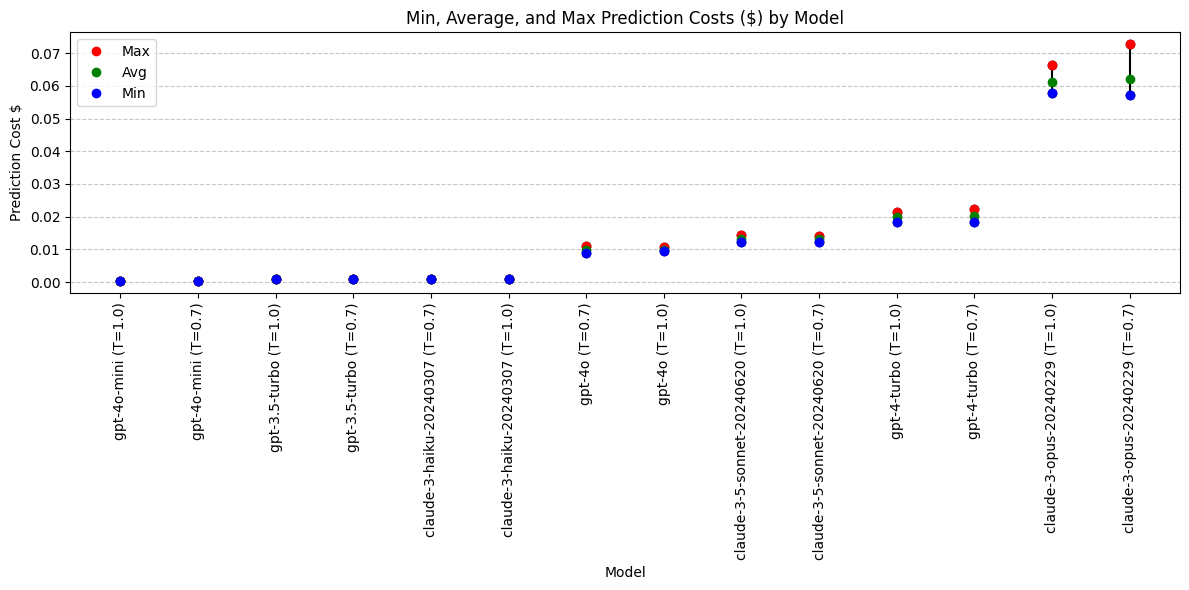 Min, Average, and Max Prediction Costs ($) by Model
Max
Avg
Min
Prediction Cost $
0.07
0.06
0.05
0.04
0.03
0.02
0.01
0.00
gpt-4o-mini (T=1.0)
gpt-4o-mini (T=0.7)
gpt-3.5-turbo (T=1.0)
gpt-3.5-turbo (T=0.7)
claude-3-haiku-20240307 (T=0.7)
claude-3-haiku-20240307 (T=1.0)
gpt-4o (T=0.7)
gpt-4o (T=1.0)
claude-3-5-sonnet-20240620 (T=1.0)
claude-3-5-sonnet-20240620 (T=0.7)
gpt-4-turbo (T=1.0)
gpt-4-turbo (T=0.7)
claude-3-opus-20240229 (T=1.0)
claude-3-opus-20240229 (T=0.7)
Model